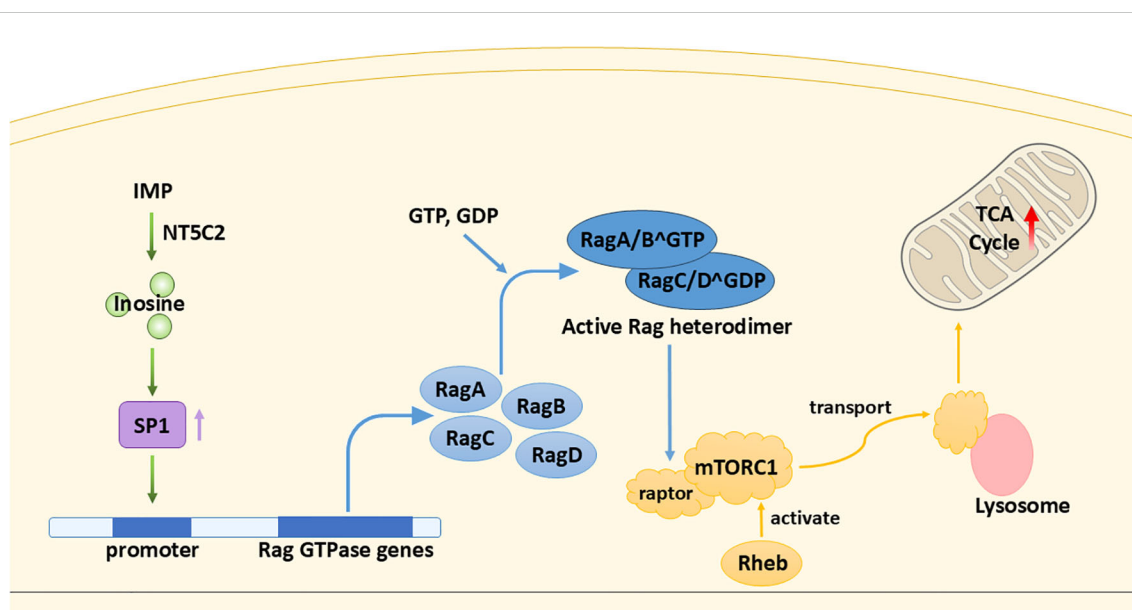 IMP
NT5C2
Inosine
SP1
promoter
Rag GTPase genes
RagA
RagB
RagC
RagD
GTP, GDP
RagA/B^GTP
RagC/D^GDP
Active Rag heterodimer
raptor
mTORC1
activate
Rheb
transport
Lysosome
TCA
Cycle